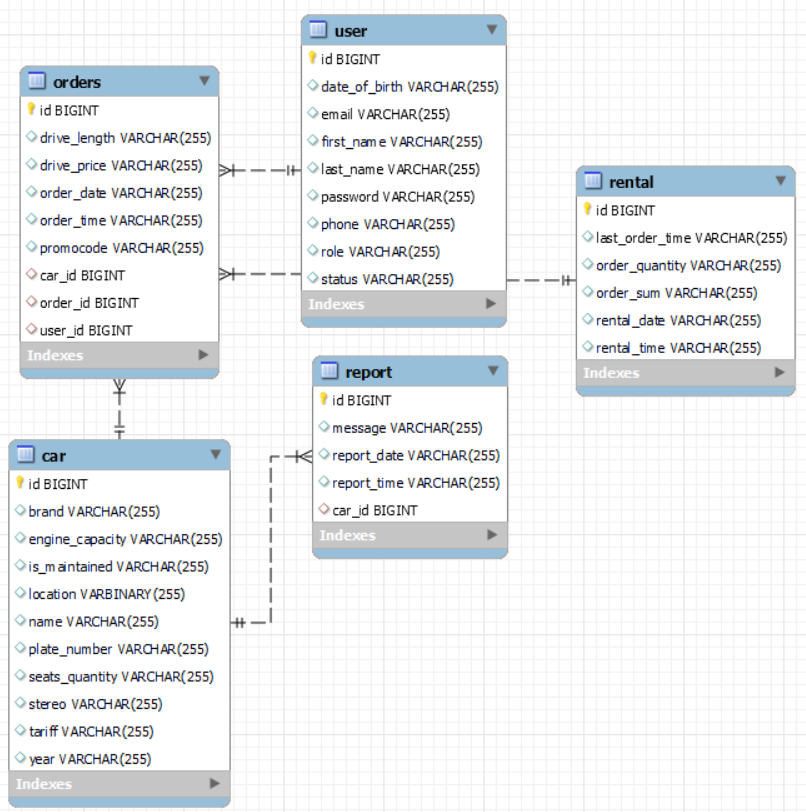 user
id BIGINT
date_of_birth VARCHAR(255)
email VARCHAR(255)
first_name VARCHAR(255)
last_name VARCHAR(255)
password VARCHAR(255)
phone VARCHAR(255)
role VARCHAR(255)
status VARCHAR(255)
Indexes
orders
id BIGINT
drive_length VARCHAR(255)
drive_price VARCHAR(255)
order_date VARCHAR(255)
order_time VARCHAR(255)
promocode VARCHAR(255)
car_id BIGINT
order_id BIGINT
user_id BIGINT
Indexes
rental
id BIGINT
last_order_time VARCHAR(255)
order_quantity VARCHAR(255)
order_sum VARCHAR(255)
rental_date VARCHAR(255)
rental_time VARCHAR(255)
Indexes
report
id BIGINT
message VARCHAR(255)
report_date VARCHAR(255)
report_time VARCHAR(255)
car_id BIGINT
Indexes
car
id BIGINT
brand VARCHAR(255)
engine_capacity VARCHAR(255)
is_maintained VARCHAR(255)
location VARBINARY(255)
name VARCHAR(255)
plate_number VARCHAR(255)
seats_quantity VARCHAR(255)
stereo VARCHAR(255)
tariff VARCHAR(255)
year VARCHAR(255)
Indexes